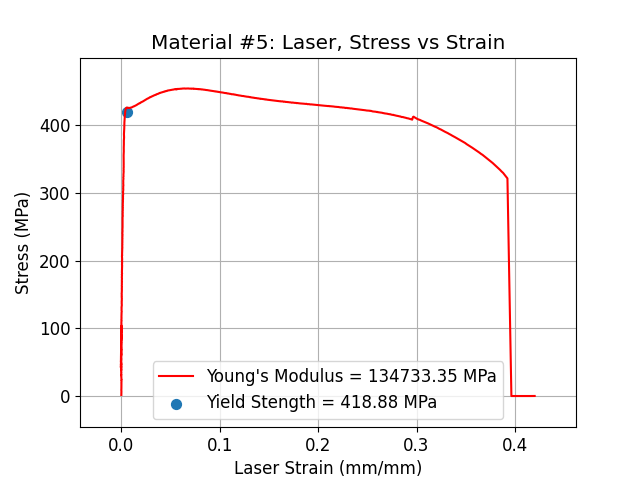 Material #5: Laser, Stress vs Strain
Stress (MPa)
400
300
200
100
0
0.0 0.1 0.2 0.3 0.4
Laser Strain (mm/mm)
Young's Modulus = 134733.35 MPa
Yield Stength = 418.88 MPa